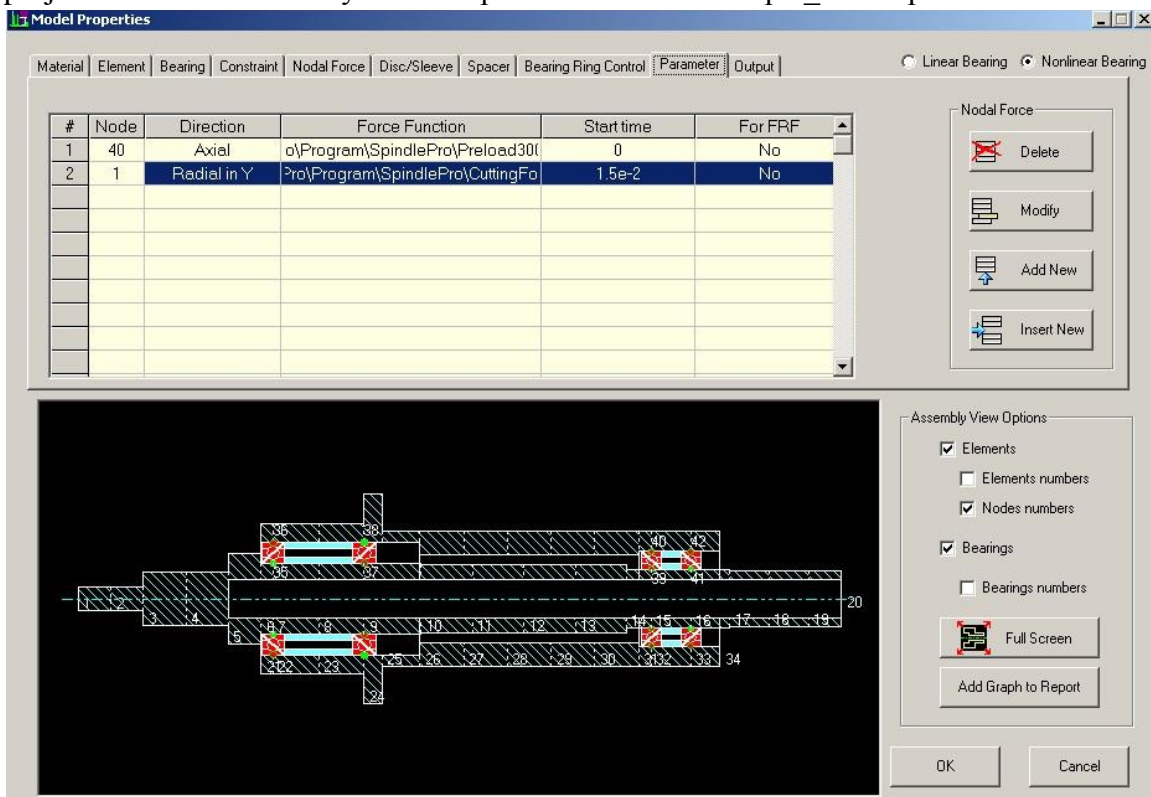 Model Properties
Material Element Bearing Constraint Nodal Force Disc/Sleeve Spacer Bearing Ring Control Parameter Output
Linear Bearing Nonlinear Bearing
# Node Direction Force Function Start time For FRF
1 40 Axial o\Program\SpindlePro\Preload300 0 No
2 1 Radial in Y Pro\Program\SpindlePro\CuttingFo 1.5e-2 No
Nodal Force
Delete
Modify
Add New
Insert New
Assembly View Options
Elements
Elements numbers
Nodes numbers
Bearings
Bearings numbers
Full Screen
Add Graph to Report
OK Cancel
36 38 40 42
35 37 39 41
1 2 20
3 4 5 6 7 8 9 10 11 12 13 14 15 16 17 18 19
21 22 23 25 26 27 28 29 30 31 32 33 34
24